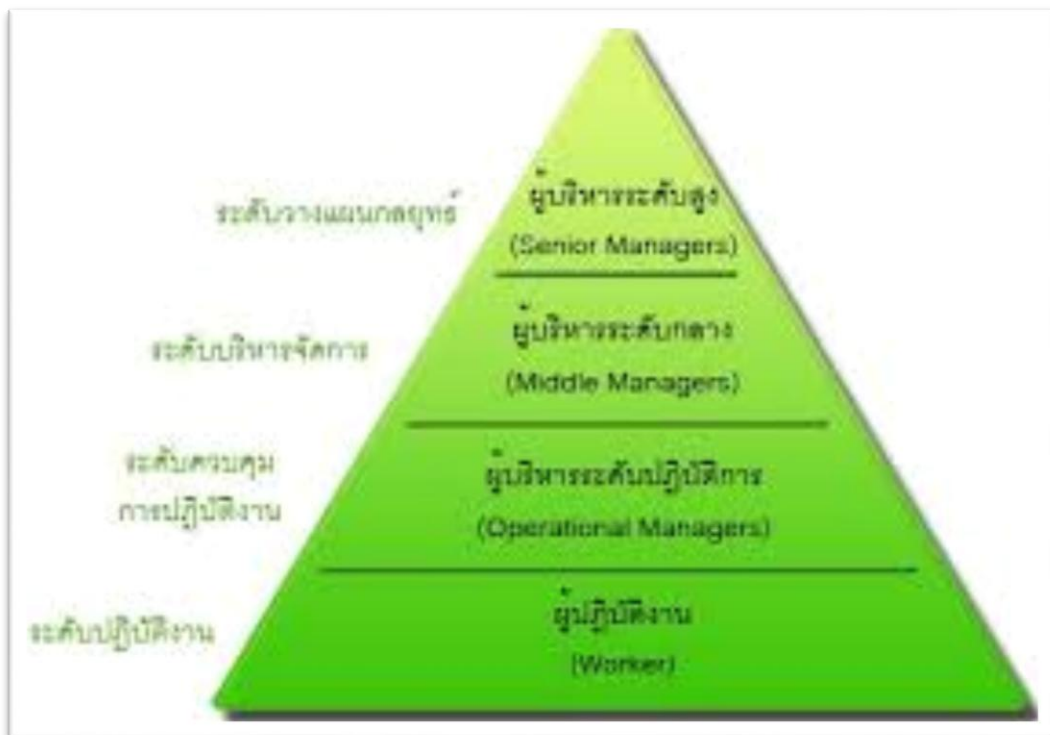 ระดับวางแผนกลยุทธ์
ผู้บริหารระดับสูง
(Senior Managers)
ระดับบริหารจัดการ
ผู้บริหารระดับกลาง
(Middle Managers)
ระดับควบคุม
การปฏิบัติงาน
ผู้บริหารระดับปฏิบัติการ
(Operational Managers)
ระดับปฏิบัติงาน
ผู้ปฏิบัติงาน
(Worker)